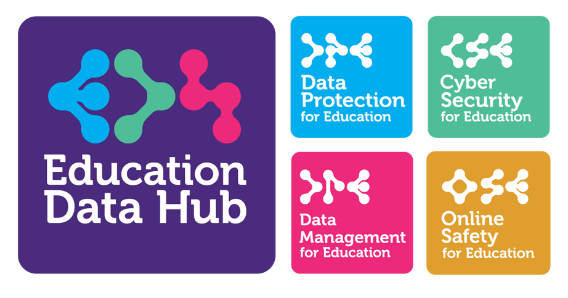 Education
Data Hub
Data
Protection
for Education
Cyber
Security
for Education
Data
Management
for Education
Online
Safety
for Education